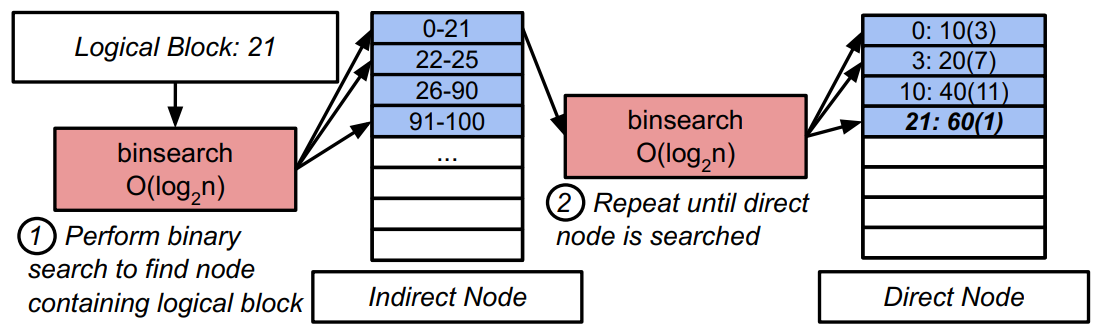 Logical Block: 21
binsearch
O(log2n)
1 Perform binary
search to find node
containing logical block
0-21
22-25
26-90
91-100
...
Indirect Node
binsearch
O(log2n)
2 Repeat until direct
node is searched
0: 10(3)
3: 20(7)
10: 40(11)
21: 60(1)
Direct Node